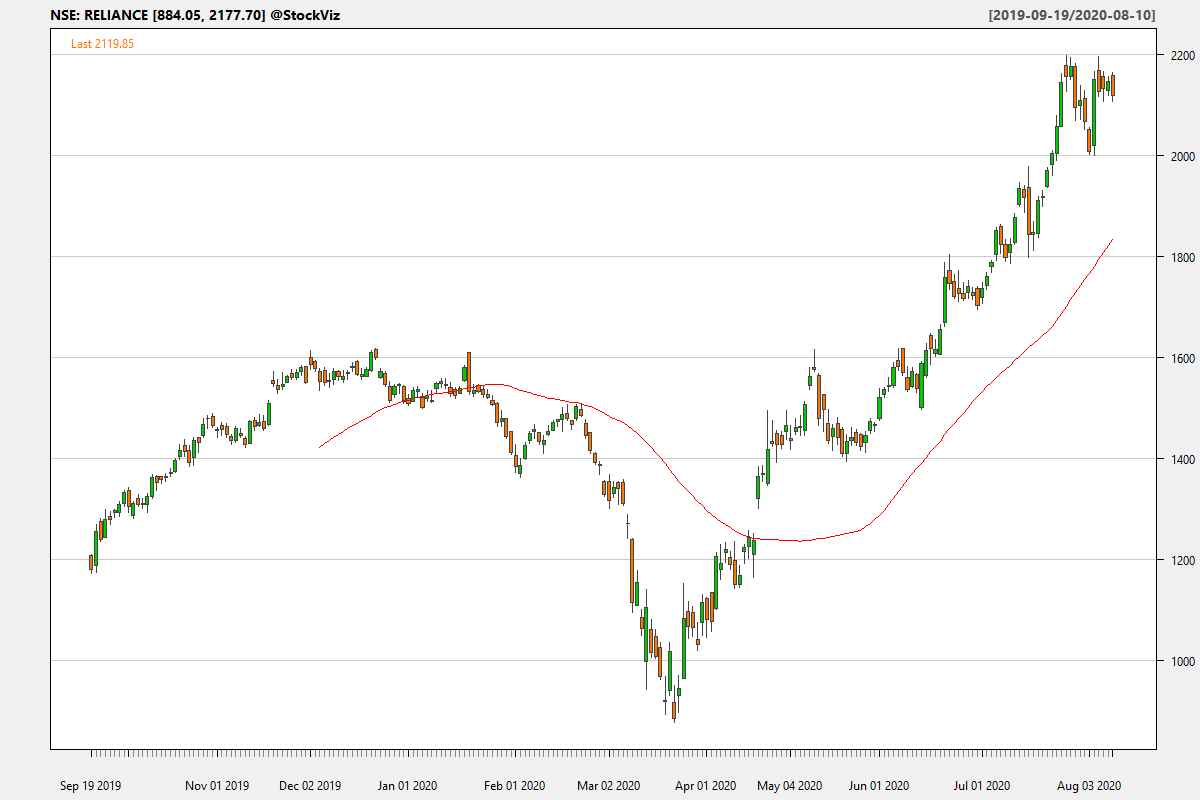 NSE: RELIANCE [884.05, 2177.70] @StockViz
[2019-09-19/2020-08-10]
Last 2119.85
2200
2000
1800
1600
1400
1200
1000
Sep 19 2019
Nov 01 2019
Dec 02 2019
Jan 01 2020
Feb 01 2020
Mar 02 2020
Apr 01 2020
May 04 2020
Jun 01 2020
Jul 01 2020
Aug 03 2020